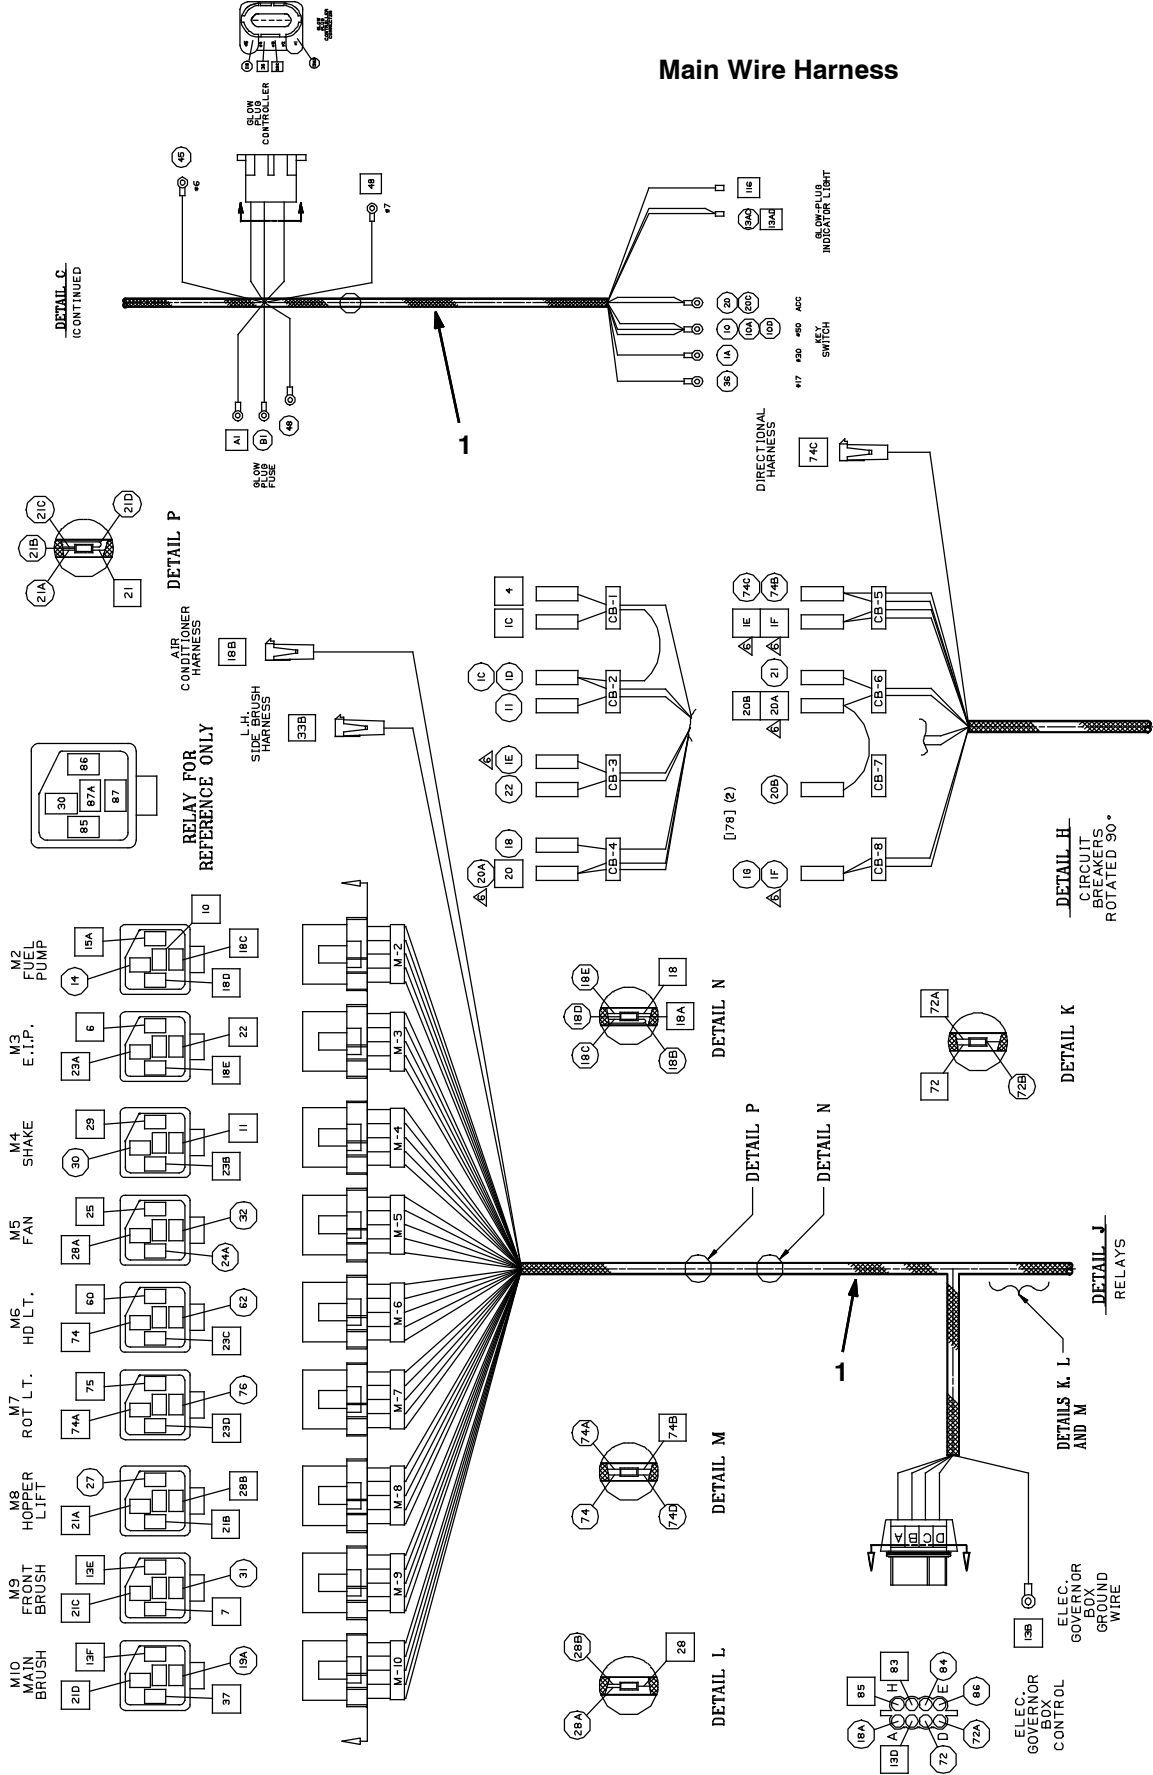 Main Wire Harness
DETAIL C
(CONTINUED
45
#6
GLOW
PLUG
CONTROLLER
48
#7
A1
B1
48
GLOW
PLUG
FUSE
1
116
13AC
13AD
GLOW-PLUG
INDICATOR LIGHT
20
20C
ACC
10
10A
10D
#50
1A
#30
36
#17
KEY
SWITCH
21A
21B
21C
21D
21
DETAIL P
AIR
CONDITIONER
HARNESS
18B
L.H.
SIDE BRUSH
HARNESS
33B
86
30
87A
87
85
RELAY FOR
REFERENCE ONLY
DIRECTIONAL
HARNESS
74C
1C
4
CB-1
1C
1D
11
CB-2
6
1E
22
CB-3
18
20A
20
6
CB-4
[178] (2)
74C
74B
1E
1F
6
6
CB-5
21
20B
20A
6
CB-6
20B
CB-7
1G
1F
6
CB-8
DETAIL H
CIRCUIT
BREAKERS
ROTATED 90°
M2
FUEL
PUMP
14
15A
10
18C
18D
M-2
M3
E.I.P.
23A
6
22
18E
M-3
M4
SHAKE
30
29
11
23B
M-4
M5
FAN
28A
25
32
24A
M-5
M6
HD LT.
74
60
62
23C
M-6
M7
ROT LT.
74A
75
76
23D
M-7
M8
HOPPER
LIFT
21A
27
28B
21B
M-8
M9
FRONT
BRUSH
21C
13E
31
7
M-9
M10
MAIN
BRUSH
21D
13F
19A
37
M-10
18E
18D
18C
18
18A
18B
DETAIL N
72A
72
72B
DETAIL K
DETAIL P
DETAIL N
1
DETAIL J
RELAYS
DETAILS K. L
AND M
74A
74
74B
74D
DETAIL M
28B
28A
28
DETAIL L
A
B
C
D
13B
ELEC.
GOVERNOR
BOX
GROUND
WIRE
85
83
84
86
H
E
A
D
18A
13D
72
72A
ELEC.
GOVERNOR
BOX
CONTROL